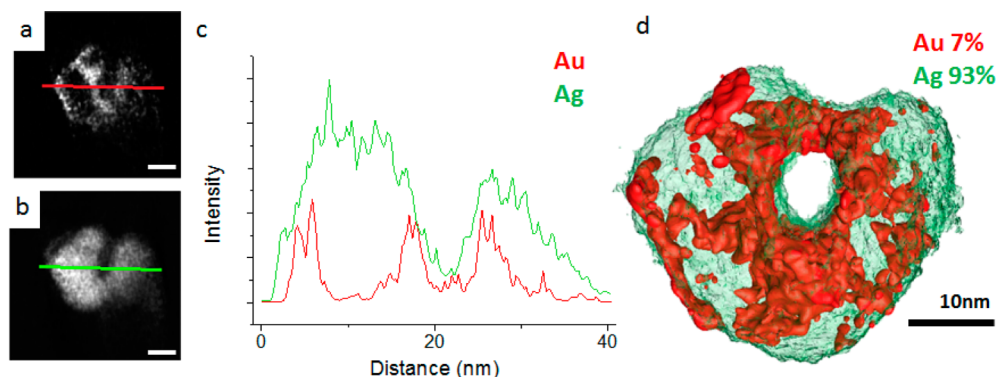 a
b
c
Au
Ag
Intensity
0
20
40
Distance (nm)
d
Au 7%
Ag 93%
10nm